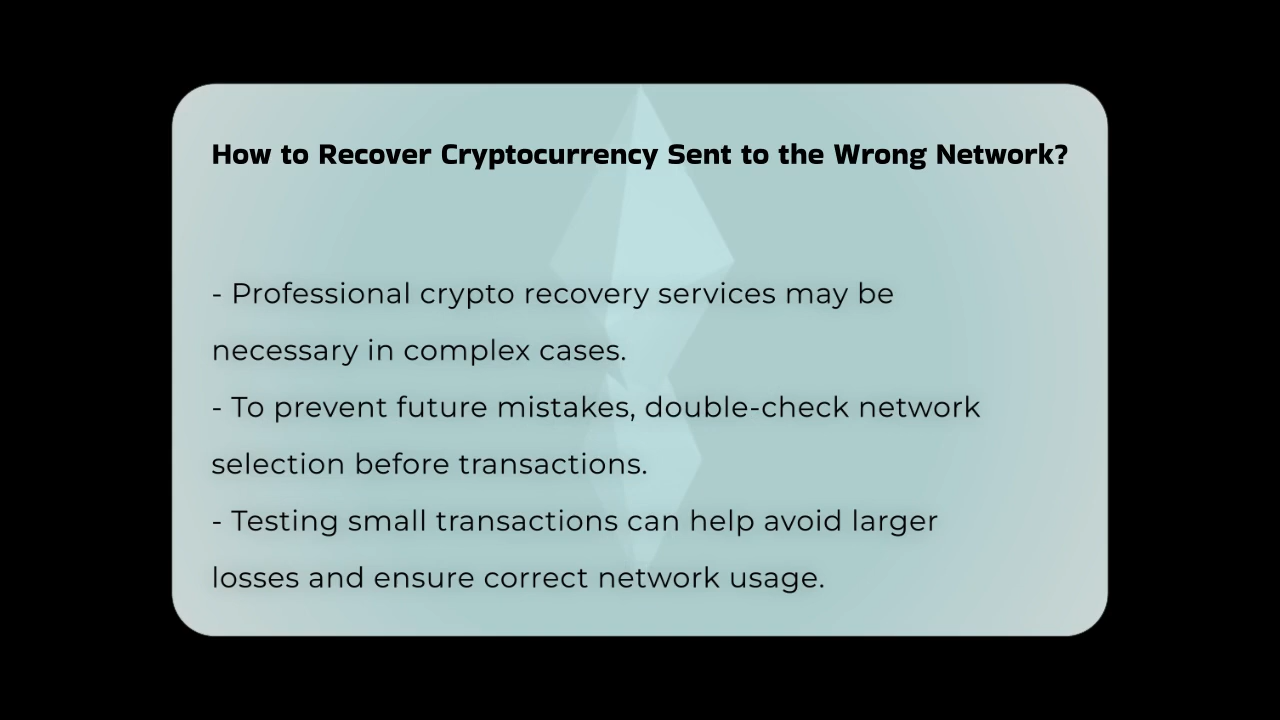 How to Recover Cryptocurrency Sent to the Wrong Network?
- Professional crypto recovery services may be
necessary in complex cases.
- To prevent future mistakes, double-check network
selection before transactions.
- Testing small transactions can help avoid larger
losses and ensure correct network usage.